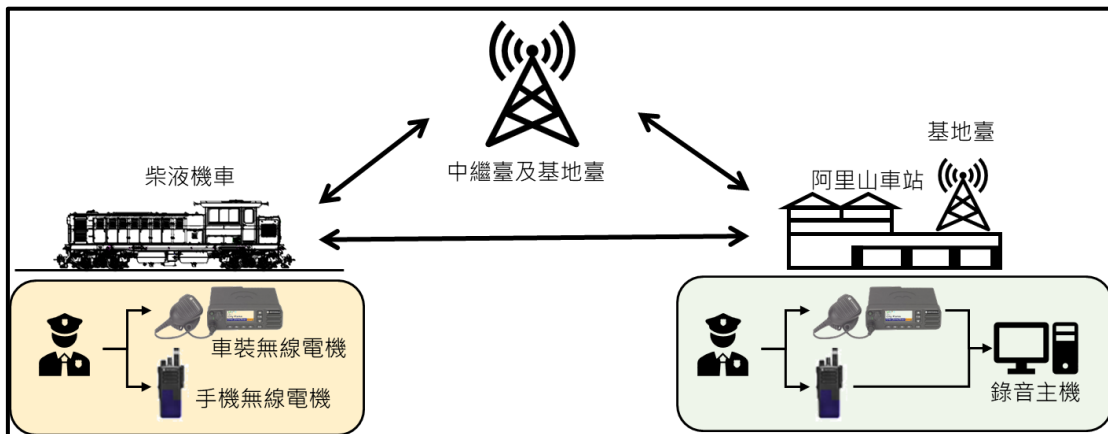 中繼臺及基地臺
基地臺
柴液機車
阿里山車站
車裝無線電機
手機無線電機
錄音主機